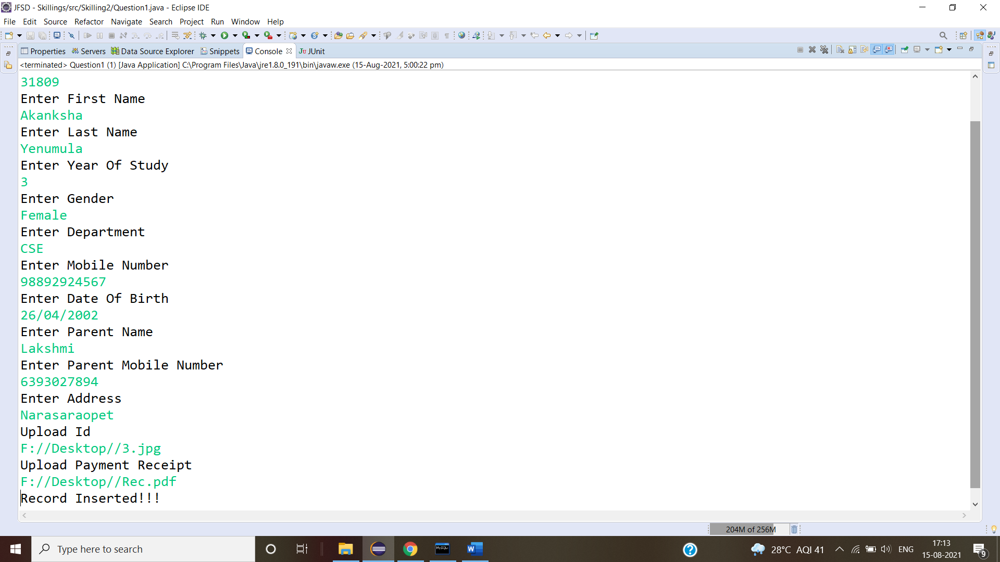 JFSD - Skillings/src/Skilling2/Question1.java - Eclipse IDE
File Edit Source Refactor Navigate Search Project Run Window Help
Properties Servers Data Source Explorer Snippets Console JUnit
<terminated> Question1 (1) [Java Application] C:\Program Files\Java\jre1.8.0_191\bin\javaw.exe (15-Aug-2021, 5:00:22 pm)
31809
Enter First Name
Akanksha
Enter Last Name
Yenumula
Enter Year Of Study
3
Enter Gender
Female
Enter Department
CSE
Enter Mobile Number
98892924567
Enter Date Of Birth
26/04/2002
Enter Parent Name
Lakshmi
Enter Parent Mobile Number
6393027894
Enter Address
Narasaraopet
Upload Id
F://Desktop//3.jpg
Upload Payment Receipt
F://Desktop//Rec.pdf
Record Inserted!!!
204M of 256M
Type here to search
28°C AQI 41
ENG
17:13
15-08-2021
9